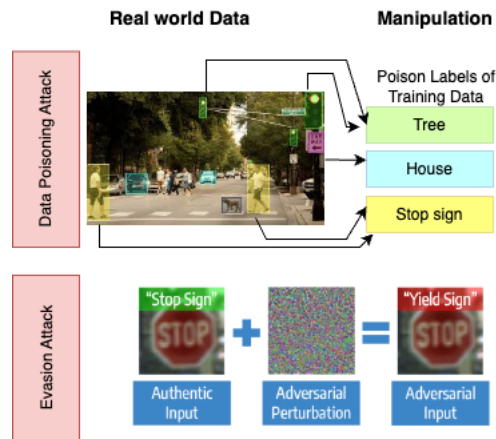 Real world Data
Manipulation
Data Poisoning Attack
Poison Labels of
Training Data
Tree
House
Stop sign
Evasion Attack
"Stop Sign"
STOP
Authentic
Input
Adversarial
Perturbation
"Yield Sign"
STOP
Adversarial
Input